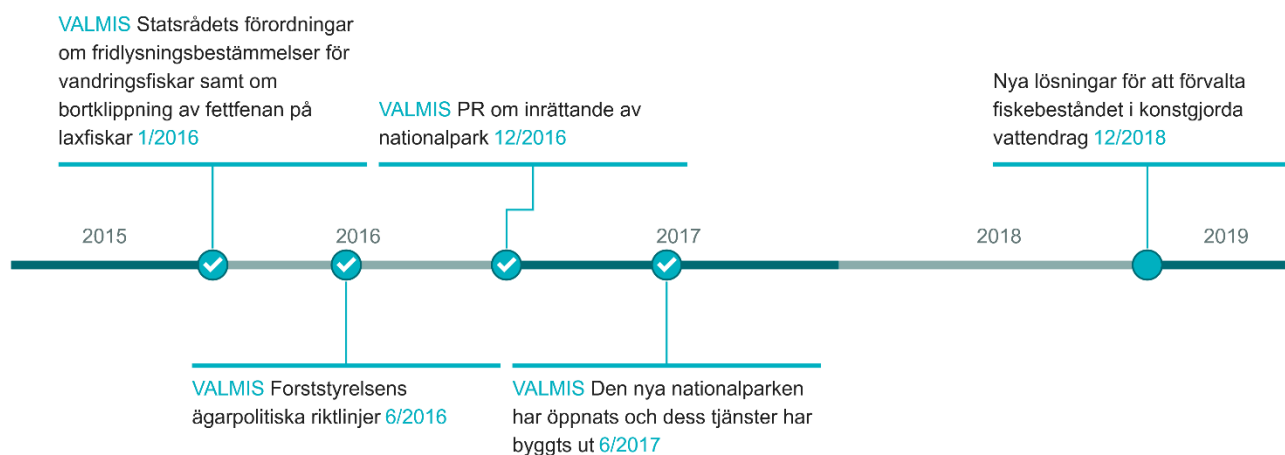 VALMIS Statsrådets förordningar
om fridlysningsbestämmelser för
vandringsfiskar samt om
bortklippning av fettfenan på
laxfiskar 1/2016
VALMIS PR om inrättande av
nationalpark 12/2016
Nya lösningar för att förvalta
fiskebeståndet i konstgjorda
vattendrag 12/2018
2015
2016
2017
2018
2019
VALMIS Forststyrelsens
ägarpolitiska riktlinjer 6/2016
VALMIS Den nya nationalparken
har öppnats och dess tjänster har
byggts ut 6/2017